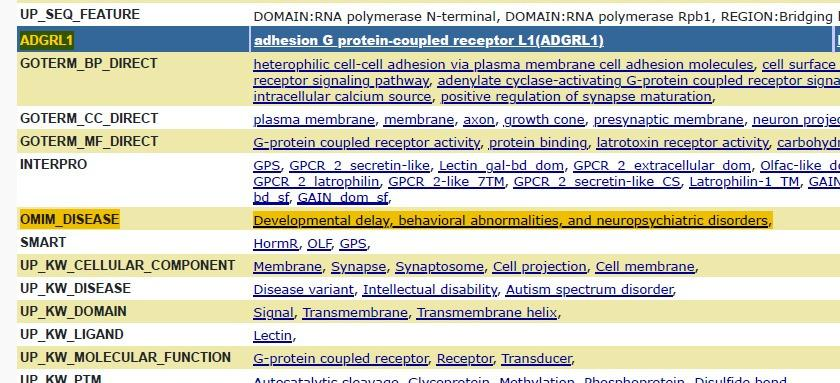 UP_SEQ_FEATURE DOMAIN:RNA polymerase N-terminal, DOMAIN:RNA polymerase Rpb1, REGION:Bridging
ADGRL1 adhesion G protein-coupled receptor L1(ADGRL1)
GOTERM_BP_DIRECT heterophilic cell-cell adhesion via plasma membrane cell adhesion molecules, cell surface
receptor signaling pathway, adenylate cyclase-activating G-protein coupled receptor signa
intracellular calcium source, positive regulation of synapse maturation,
GOTERM_CC_DIRECT plasma membrane, membrane, axon, growth cone, presynaptic membrane, neuron projec
GOTERM_MF_DIRECT G-protein coupled receptor activity, protein binding, latrotoxin receptor activity, carbohydr
INTERPRO GPS, GPCR_2_secretin-like, Lectin_gal-bd_dom, GPCR_2_extracellular_dom, Olfac-like_d
GPCR_2_latrophilin, GPCR_2-like_7TM, GPCR_2_secretin-like_CS, Latrophilin-1_TM, GAIN
bd_sf, GAIN_dom_sf,
OMIM_DISEASE Developmental delay, behavioral abnormalities, and neuropsychiatric disorders,
SMART HormR, OLF, GPS,
UP_KW_CELLULAR_COMPONENT Membrane, Synapse, Synaptosome, Cell projection, Cell membrane,
UP_KW_DISEASE Disease variant, Intellectual disability, Autism spectrum disorder,
UP_KW_DOMAIN Signal, Transmembrane, Transmembrane helix,
UP_KW_LIGAND Lectin,
UP_KW_MOLECULAR_FUNCTION G-protein coupled receptor, Receptor, Transducer,
UP_KW_PTM Autocatalytic cleavage, Glycoprotein, Methylation, Phosphoprotein, Disulfide bond,